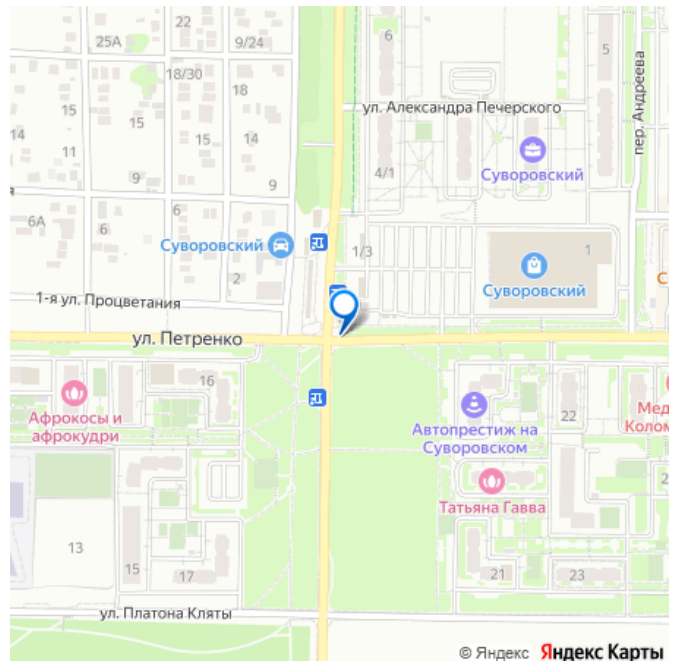 22
6
25А
9/24
5
пер. Андреева
18/30
18
ул. Александра Печерского
15
14
15
15
14
11
Суворовский
4/1
9
9
я
6А
6
6
Суворовский
1/3
1
2
Суворовский
С
1-я ул. Процветания
ул. Петренко
16
Афрокосы и
афрокудри
Автопрестиж на
Суворовском
22
Мед
Колом
Татьяна Гавва
2
13
15
17
21
23
ул. Платона Кляты
© Яндекс Яндекс Карты